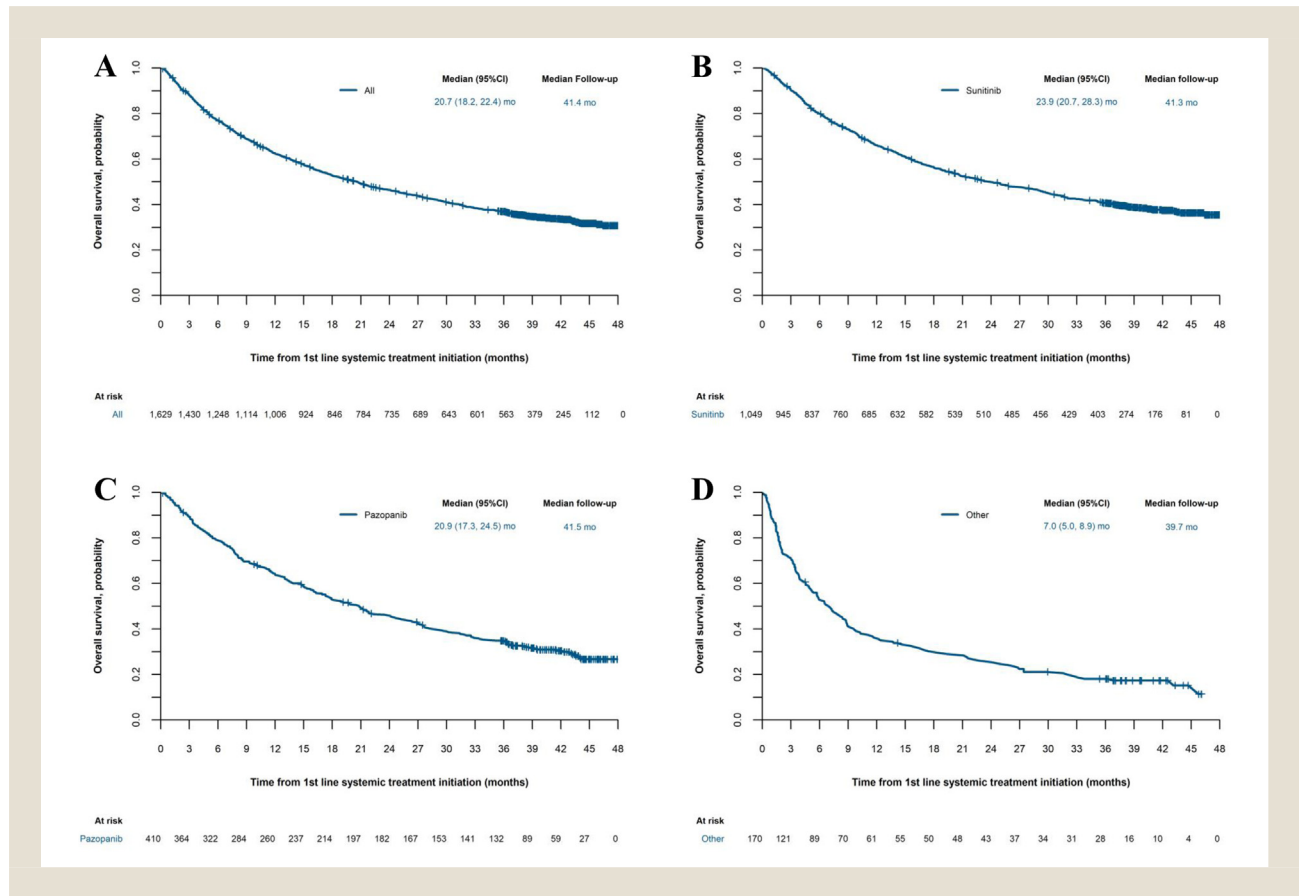 A
Median (95%CI) Median Follow-up
All
20.7 (18.2, 22.4) mo 41.4 mo
Overall survival, probability
1.0
0.8
0.6
0.4
0.2
0.0
0 3 6 9 12 15 18 21 24 27 30 33 36 39 42 45 48
Time from 1st line systemic treatment initiation (months)
At risk
All 1,629 1,430 1,248 1,114 1,006 924 846 784 735 689 643 601 563 379 245 112 0
B
Median (95%CI) Median follow-up
Sunitinib
23.9 (20.7, 28.3) mo 41.3 mo
Overall survival, probability
1.0
0.8
0.6
0.4
0.2
0.0
0 3 6 9 12 15 18 21 24 27 30 33 36 39 42 45 48
Time from 1st line systemic treatment initiation (months)
At risk
Sunitinb 1,049 945 837 760 685 632 582 539 510 485 456 429 403 274 176 81 0
C
Median (95%CI) Median follow-up
Pazopanib
20.9 (17.3, 24.5) mo 41.5 mo
Overall survival, probability
1.0
0.8
0.6
0.4
0.2
0.0
0 3 6 9 12 15 18 21 24 27 30 33 36 39 42 45 48
Time from 1st line systemic treatment initiation (months)
At risk
Pazopanib 410 364 322 284 260 237 214 197 182 167 153 141 132 89 59 27 0
D
Median (95%CI) Median follow-up
Other
7.0 (5.0, 8.9) mo 39.7 mo
Overall survival, probability
1.0
0.8
0.6
0.4
0.2
0.0
0 3 6 9 12 15 18 21 24 27 30 33 36 39 42 45 48
Time from 1st line systemic treatment initiation (months)
At risk
Other 170 121 89 70 61 55 50 48 43 37 34 31 28 16 10 4 0